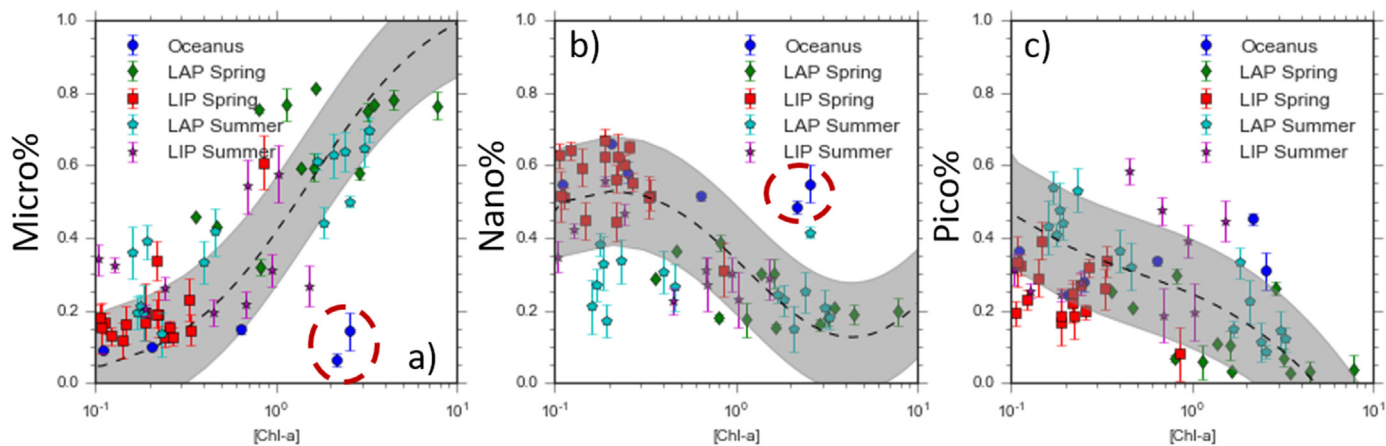 Micro%
1.0
0.8
0.6
0.4
0.2
0.0
Oceanus
LAP Spring
LIP Spring
LAP Summer
LIP Summer
a)
10-1
100
101
[Chl-a]
Nano%
1.0
0.8
0.6
0.4
0.2
0.0
b)
Oceanus
LAP Spring
LIP Spring
LAP Summer
LIP Summer
10-1
100
101
[Chl-a]
Pico%
1.0
0.8
0.6
0.4
0.2
0.0
c)
Oceanus
LAP Spring
LIP Spring
LAP Summer
LIP Summer
10-1
100
101
[Chl-a]